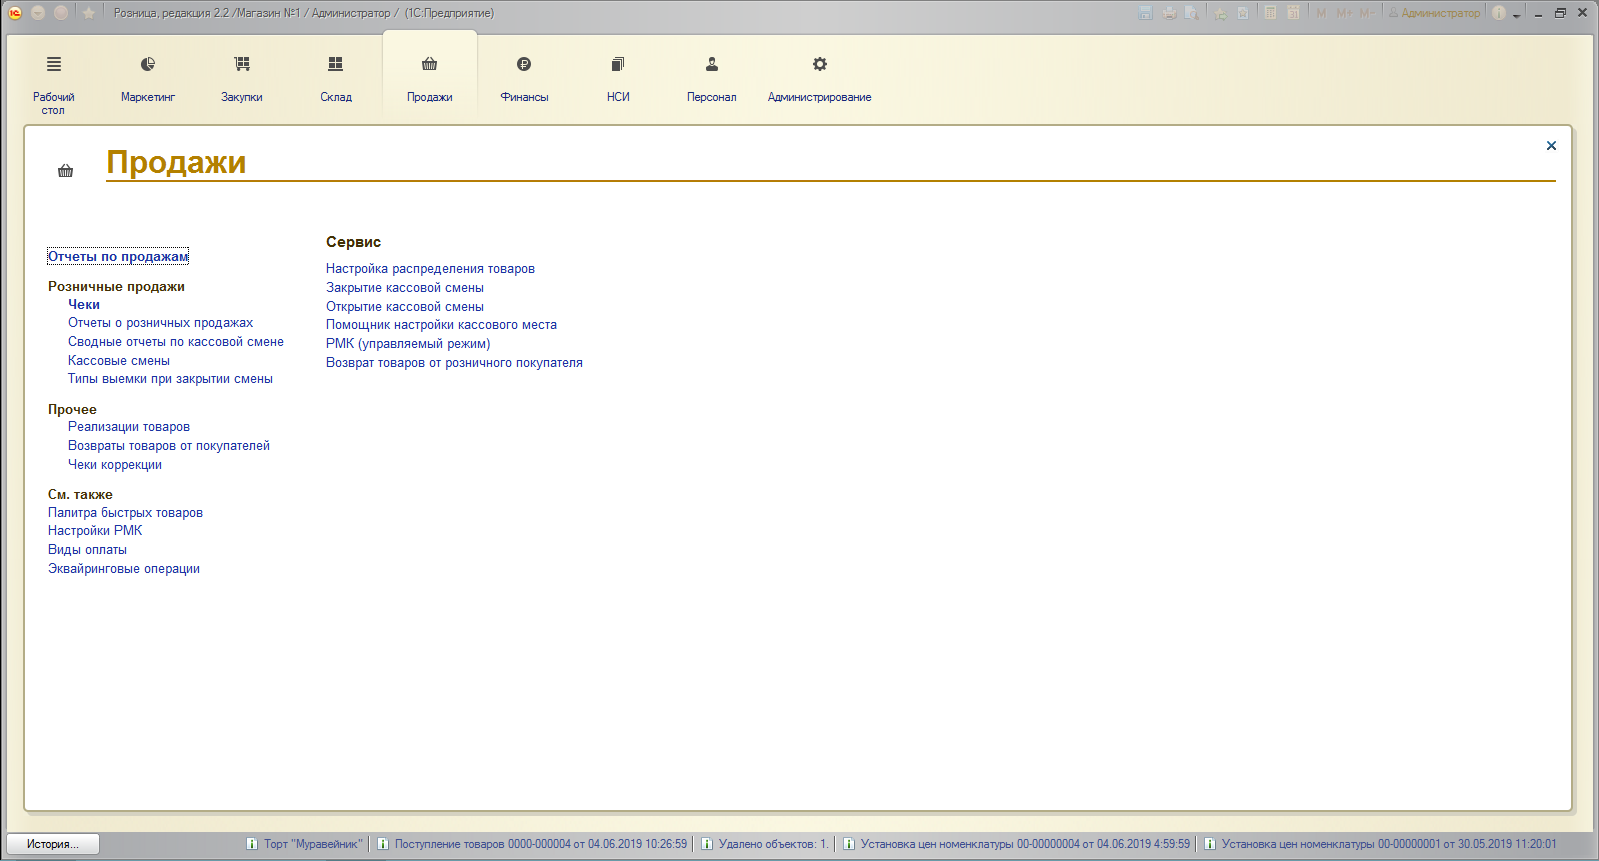 Розница, редакция 2.2 /Магазин №1 / Администратор / (1С:Предприятие)
М М+ М- Администратор
Рабочий стол
Маркетинг
Закупки
Склад
Продажи
Финансы
НСИ
Персонал
Администрирование
Продажи
Отчеты по продажам
Розничные продажи
Чеки
Отчеты о розничных продажах
Сводные отчеты по кассовой смене
Кассовые смены
Типы выемки при закрытии смены
Прочее
Реализации товаров
Возвраты товаров от покупателей
Чеки коррекции
См. также
Палитра быстрых товаров
Настройки РМК
Виды оплаты
Эквайринговые операции
Сервис
Настройка распределения товаров
Закрытие кассовой смены
Открытие кассовой смены
Помощник настройки кассового места
РМК (управляемый режим)
Возврат товаров от розничного покупателя
История...
Торт "Муравейник"
Поступление товаров 0000-000004 от 04.06.2019 10:26:59
Удалено объектов: 1.
Установка цен номенклатуры 00-00000004 от 04.06.2019 4:59:59
Установка цен номенклатуры 00-00000001 от 30.05.2019 11:20:01